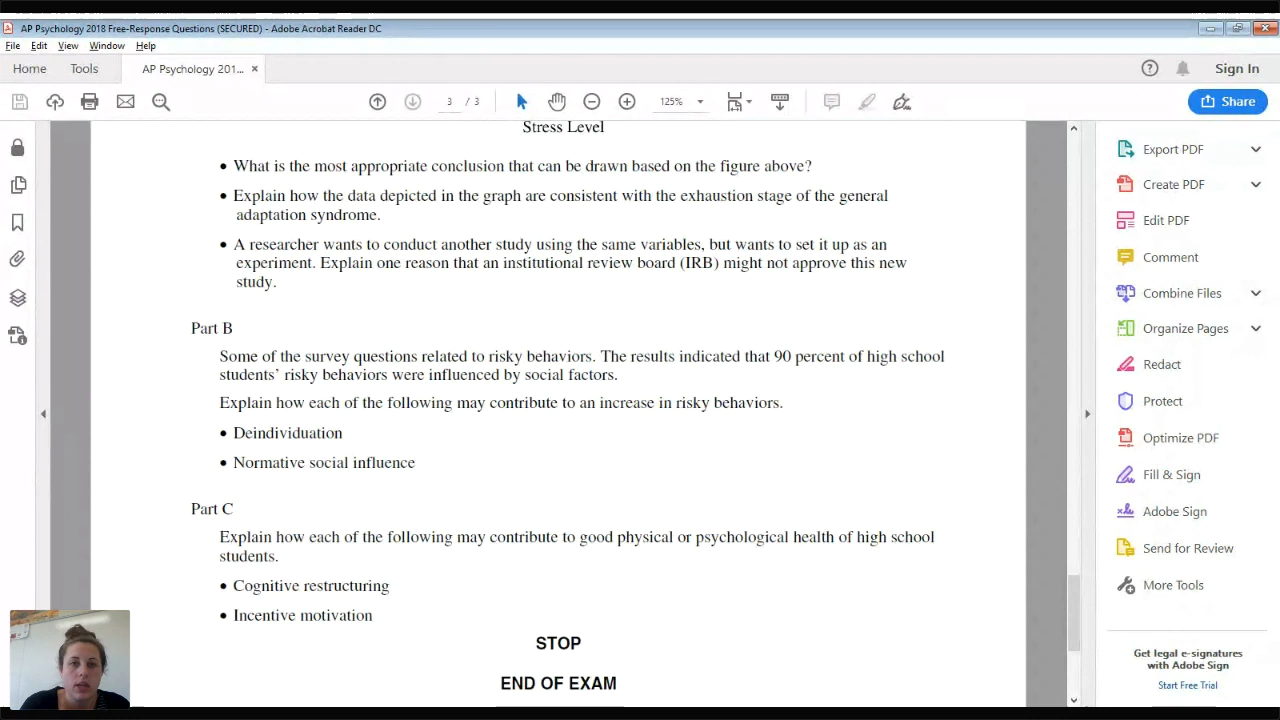 AP Psychology 2018 Free-Response Questions (SECURED) - Adobe Acrobat Reader DC
File Edit View Window Help
Home Tools AP Psychology 201... × Sign In
3 / 3 125% Share
Stress Level
• What is the most appropriate conclusion that can be drawn based on the figure above?
• Explain how the data depicted in the graph are consistent with the exhaustion stage of the general
adaptation syndrome.
• A researcher wants to conduct another study using the same variables, but wants to set it up as an
experiment. Explain one reason that an institutional review board (IRB) might not approve this new
study.
Part B
Some of the survey questions related to risky behaviors. The results indicated that 90 percent of high school
students’ risky behaviors were influenced by social factors.
Explain how each of the following may contribute to an increase in risky behaviors.
• Deindividuation
• Normative social influence
Part C
Explain how each of the following may contribute to good physical or psychological health of high school
students.
• Cognitive restructuring
• Incentive motivation
STOP
END OF EXAM
Export PDF
Create PDF
Edit PDF
Comment
Combine Files
Organize Pages
Redact
Protect
Optimize PDF
Fill & Sign
Adobe Sign
Send for Review
More Tools
Get legal e-signatures
with Adobe Sign
Start Free Trial